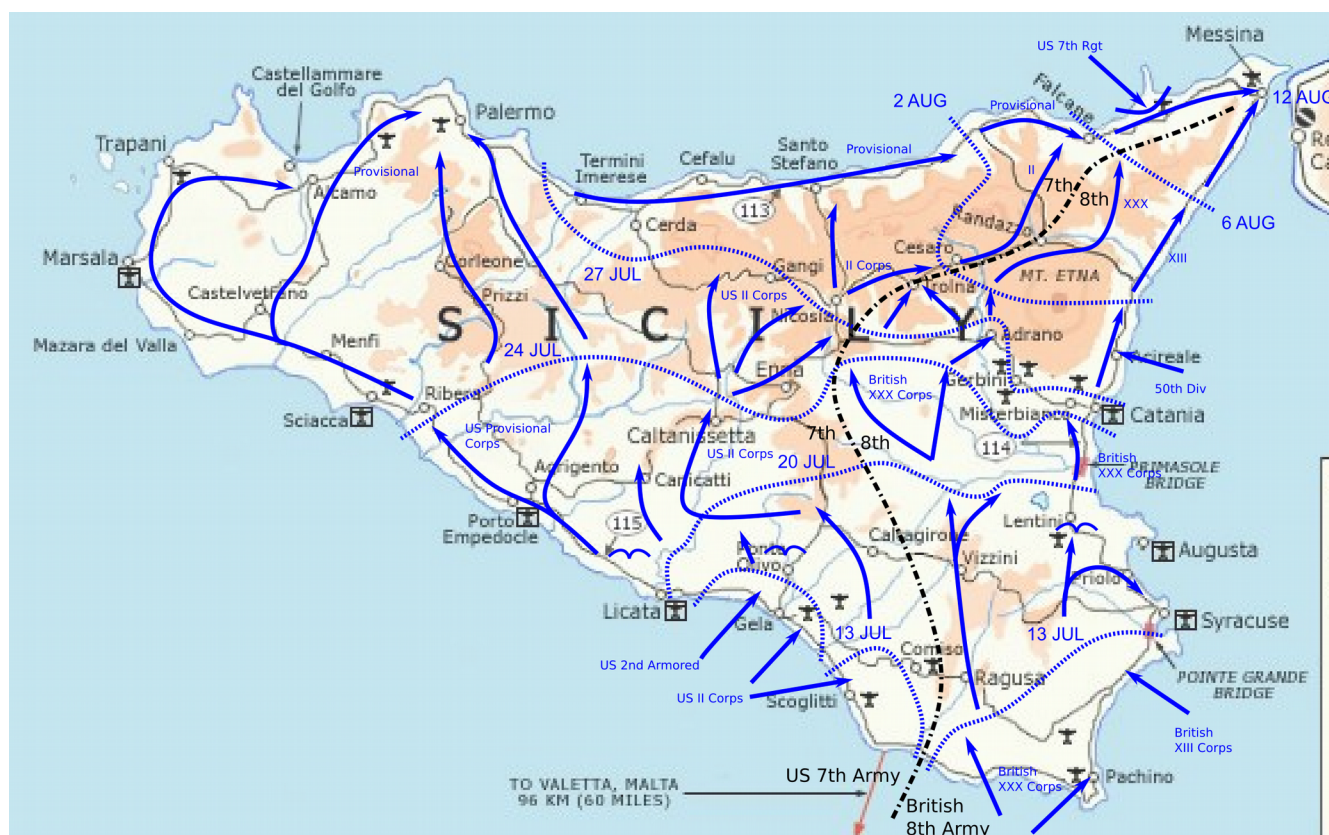 Messina
US 7th Rgt
Castellammare
del Golfo
Falcone
2 AUG
Provisional
12 AUG
Palermo
Trapani
Santo
Stefano
Provisional
Termini
Imerese
Cefalu
Provisional
Alcamo
II
7th
8th
XXX
113
Cerda
Randazzo
6 AUG
Marsala
Corleone
27 JUL
Gangi
II Corps
Cesaro
XIII
MT. ETNA
Castelvetrano
Prizzi
US II Corps
Troina
SICILY
Nicosia
Mazara del Valla
Menfi
24 JUL
Adrano
Acireale
Enna
British
XXX Corps
Gerbini
50th Div
Ribera
Sciacca
Misterbianco
Catania
US Provisional
Corps
Caltanissetta
7th
8th
114
US II Corps
20 JUL
British
XXX Corps
PRIMASOLE
BRIDGE
Agrigento
Canicatti
Porto
Empedocle
115
Lentini
Caltagirone
Augusta
Ponte
Olivo
Vizzini
Priolo
Licata
Gela
Syracuse
13 JUL
13 JUL
US 2nd Armored
Comiso
Ragusa
POINTE GRANDE
BRIDGE
US II Corps
Scoglitti
British
XIII Corps
TO VALETTA, MALTA
96 KM (60 MILES)
US 7th Army
British
XXX Corps
Pachino
British
8th Army